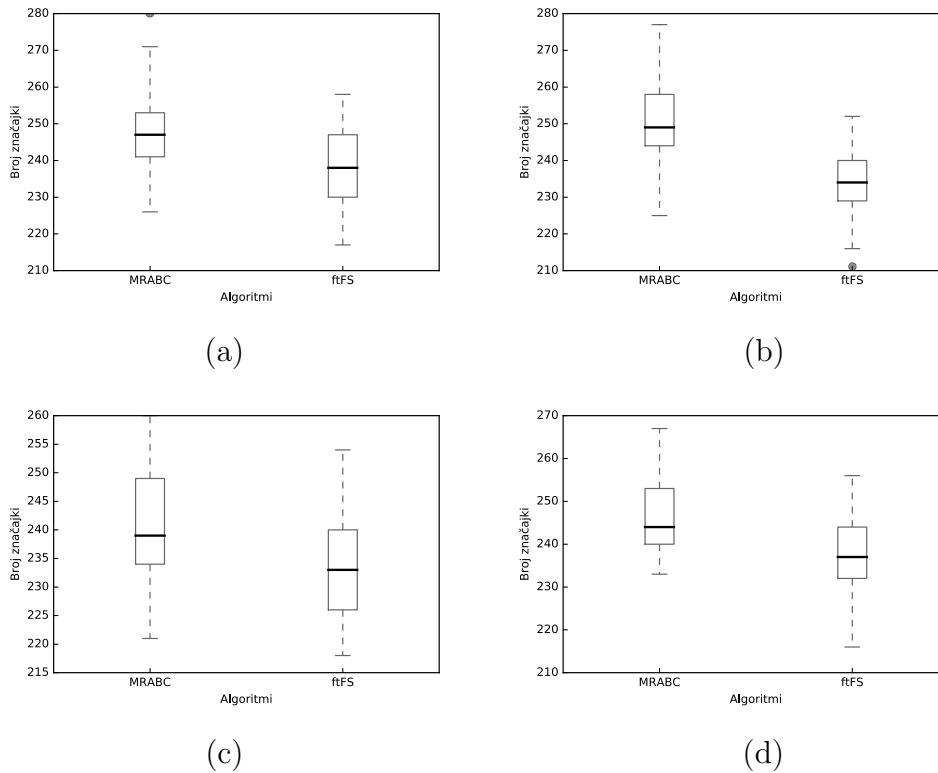 280
270
260
250
240
230
220
210
Broj značajki
MRABC ftFS
Algoritmi
(a)
280
270
260
250
240
230
220
210
Broj značajki
MRABC ftFS
Algoritmi
(b)
260
255
250
245
240
235
230
225
220
215
Broj značajki
MRABC ftFS
Algoritmi
(c)
270
260
250
240
230
220
210
Broj značajki
MRABC ftFS
Algoritmi
(d)